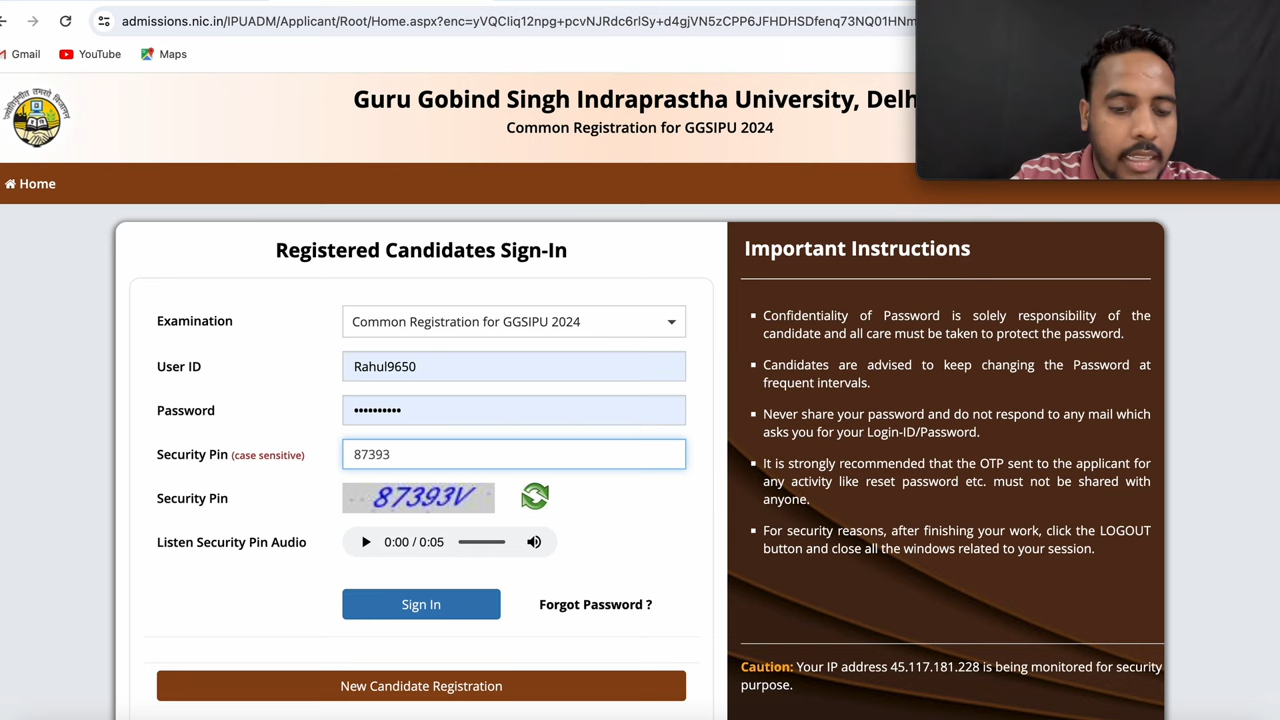 admissions.nic.in/IPUADM/Applicant/Root/Home.aspx?enc=
Gmail YouTube Maps
Guru Gobind Singh Indraprastha University, Delh
Common Registration for GGSIPU 2024
Home
Registered Candidates Sign-In
Examination Common Registration for GGSIPU 2024
User ID Rahul9650
Password ••••••••••
Security Pin (case sensitive) 87393
Security Pin 87393V
Listen Security Pin Audio 0:00 / 0:05
Sign In Forgot Password ?
New Candidate Registration
Important Instructions
Confidentiality of Password is solely responsibility of the
candidate and all care must be taken to protect the password.
Candidates are advised to keep changing the Password at
frequent intervals.
Never share your password and do not respond to any mail which
asks you for your Login-ID/Password.
It is strongly recommended that the OTP sent to the applicant for
any activity like reset password etc. must not be shared with
anyone.
For security reasons, after finishing your work, click the LOGOUT
button and close all the windows related to your session.
Caution: Your IP address 45.117.181.228 is being monitored for security
purpose.